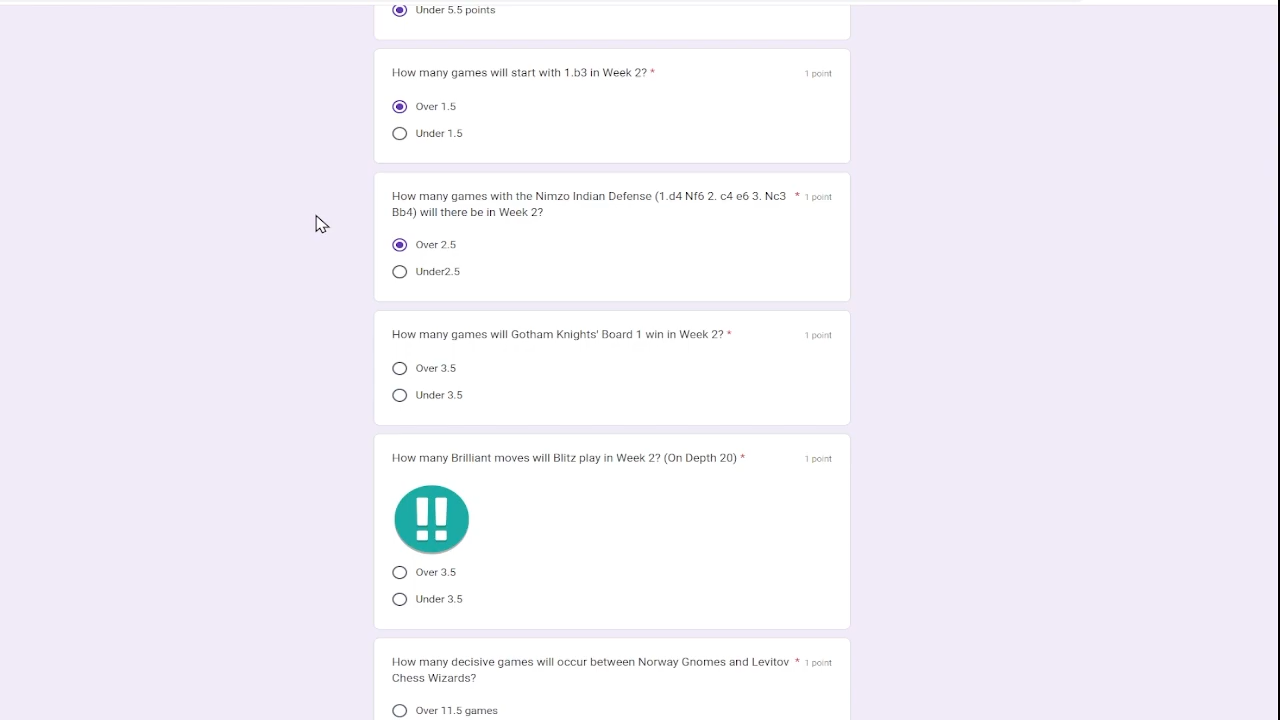 Under 5.5 points
How many games will start with 1.b3 in Week 2? * 1 point
Over 1.5
Under 1.5
How many games with the Nimzo Indian Defense (1.d4 Nf6 2. c4 e6 3. Nc3 * 1 point
Bb4) will there be in Week 2?
Over 2.5
Under2.5
How many games will Gotham Knights' Board 1 win in Week 2? * 1 point
Over 3.5
Under 3.5
How many Brilliant moves will Blitz play in Week 2? (On Depth 20) * 1 point
!!
Over 3.5
Under 3.5
How many decisive games will occur between Norway Gnomes and Levitov * 1 point
Chess Wizards?
Over 11.5 games